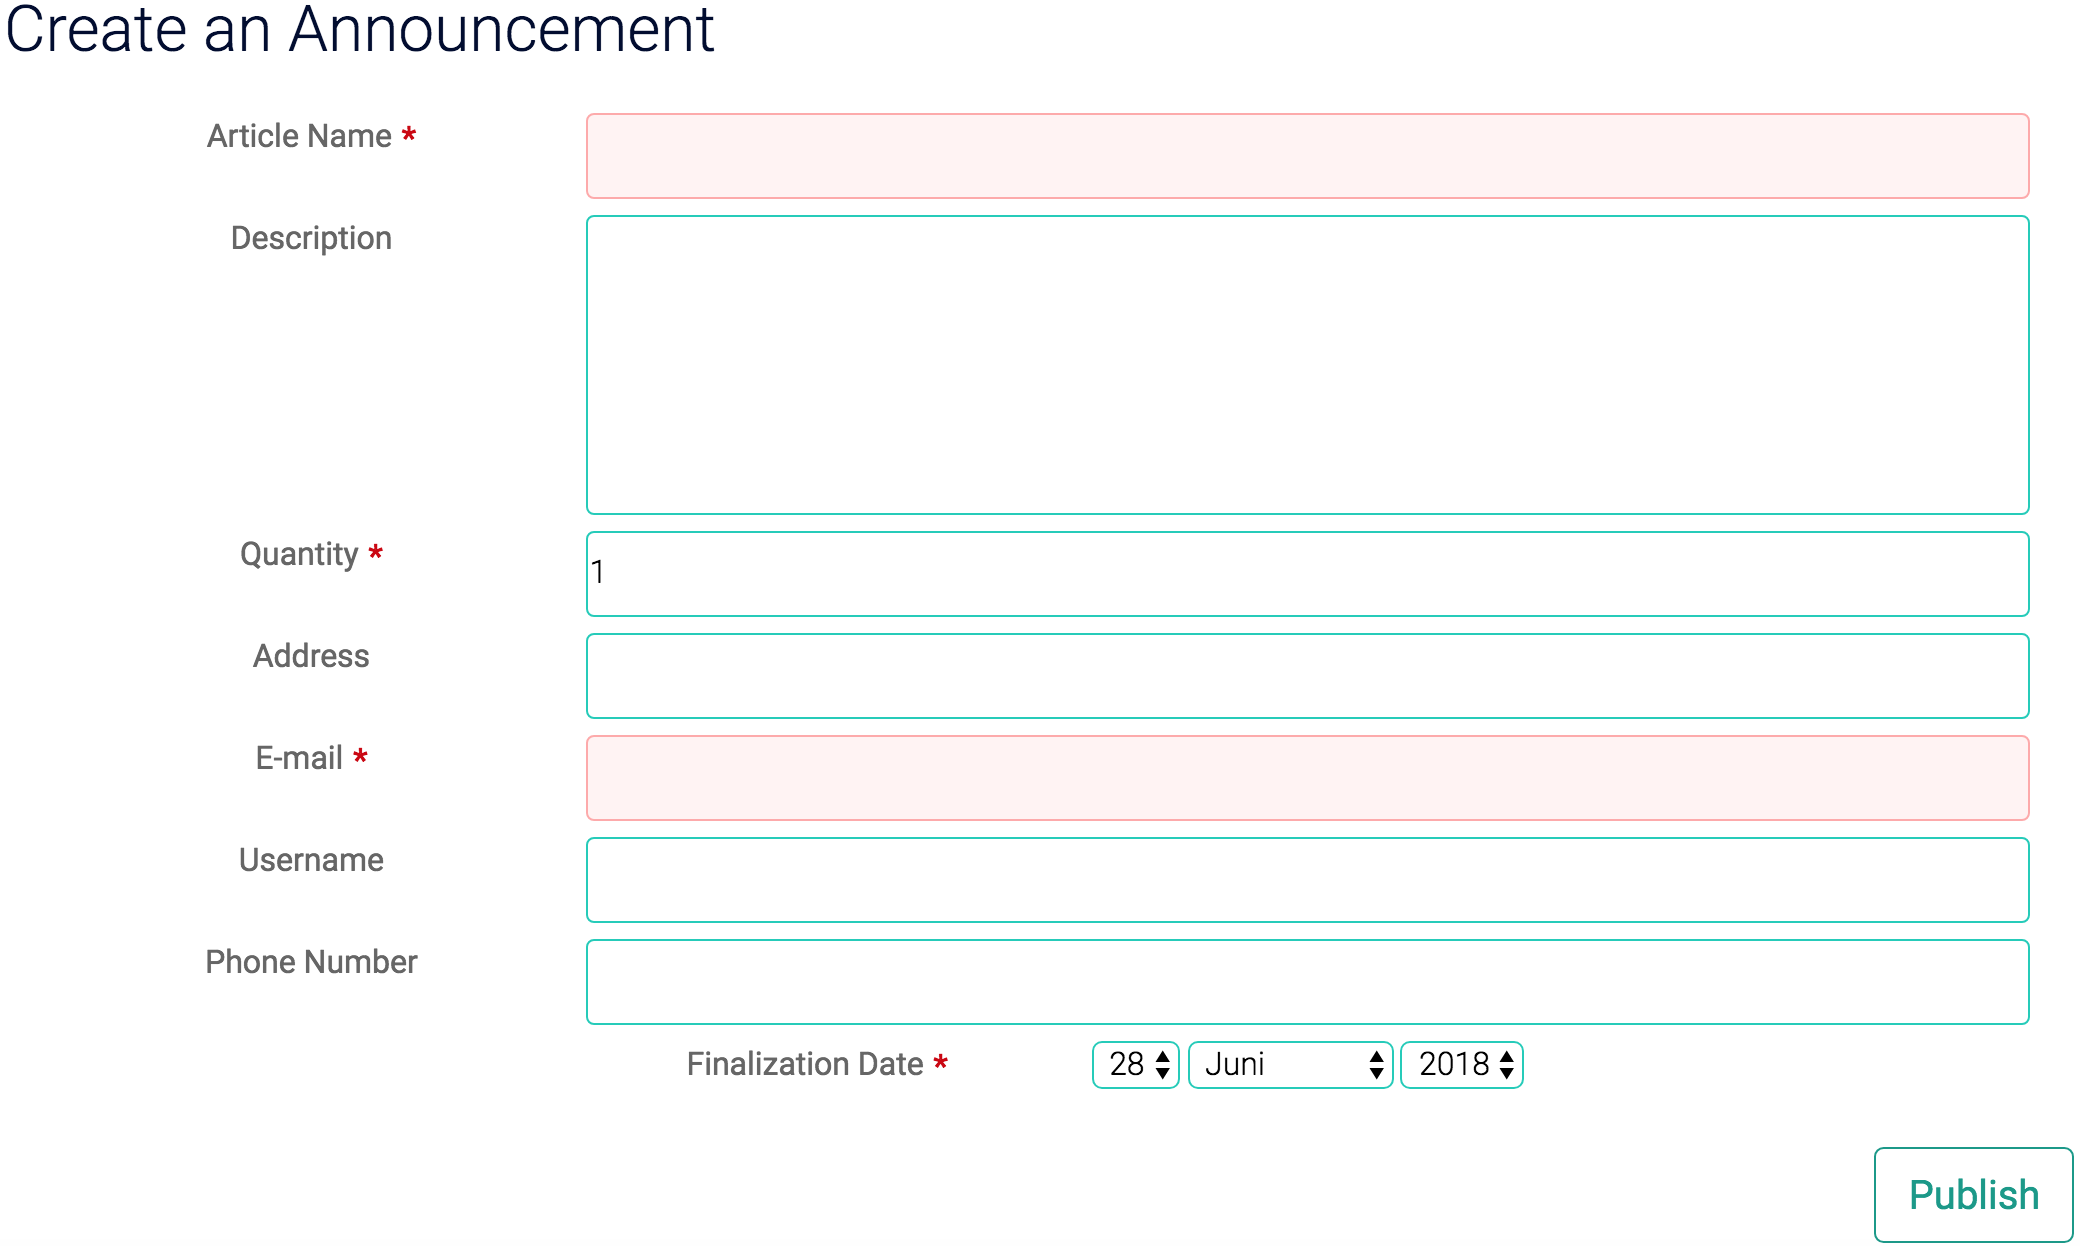 Create an Announcement
Article Name *
Description
Quantity *
1
Address
E-mail *
Username
Phone Number
Finalization Date * 28 Juni 2018
Publish